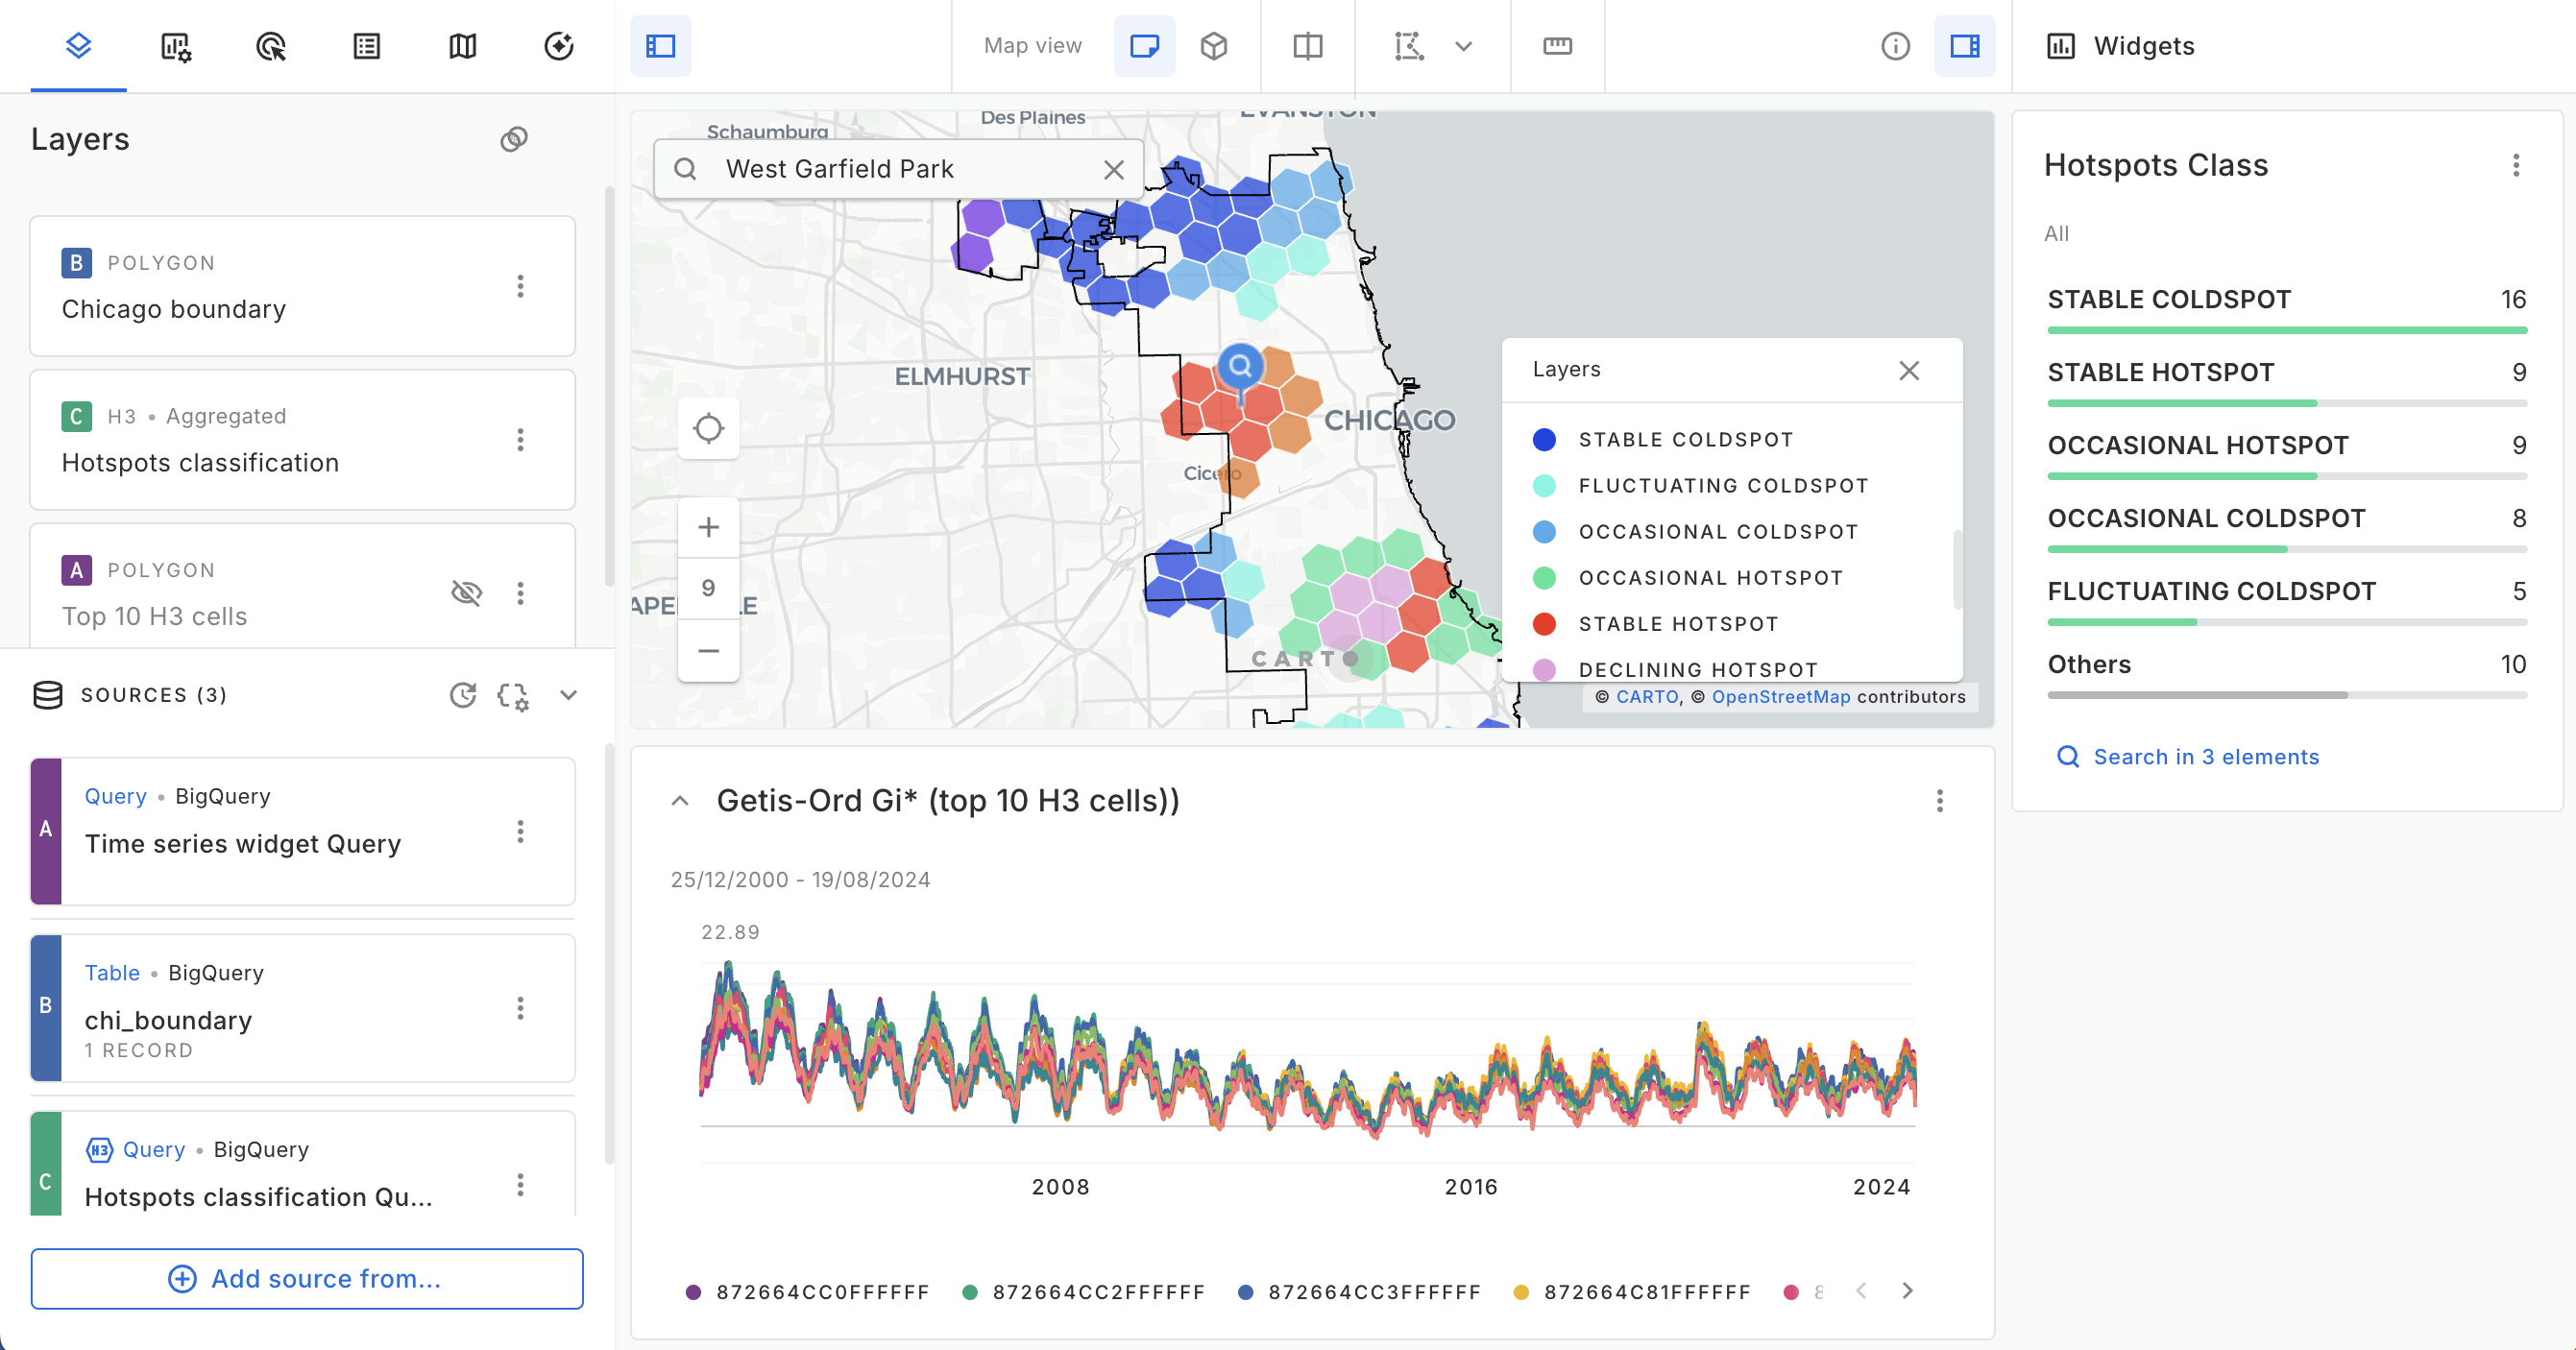 Map view
Widgets
Layers
B POLYGON
Chicago boundary
C H3 • Aggregated
Hotspots classification
A POLYGON
Top 10 H3 cells
SOURCES (3)
A
Query • BigQuery
Time series widget Query
B
Table • BigQuery
chi_boundary
1 RECORD
C
H3 Query • BigQuery
Hotspots classification Qu...
Add source from...
Schaumburg
Des Plaines
EVANSTON
West Garfield Park
ELMHURST
CHICAGO
Cicero
9
CARTO
Layers
STABLE COLDSPOT
FLUCTUATING COLDSPOT
OCCASIONAL COLDSPOT
OCCASIONAL HOTSPOT
STABLE HOTSPOT
DECLINING HOTSPOT
© CARTO, © OpenStreetMap contributors
Getis-Ord Gi* (top 10 H3 cells))
25/12/2000 - 19/08/2024
22.89
2008 2016 2024
872664CC0FFFFFF 872664CC2FFFFFF 872664CC3FFFFFF 872664C81FFFFFF 8
Hotspots Class
All
STABLE COLDSPOT 16
STABLE HOTSPOT 9
OCCASIONAL HOTSPOT 9
OCCASIONAL COLDSPOT 8
FLUCTUATING COLDSPOT 5
Others 10
Search in 3 elements